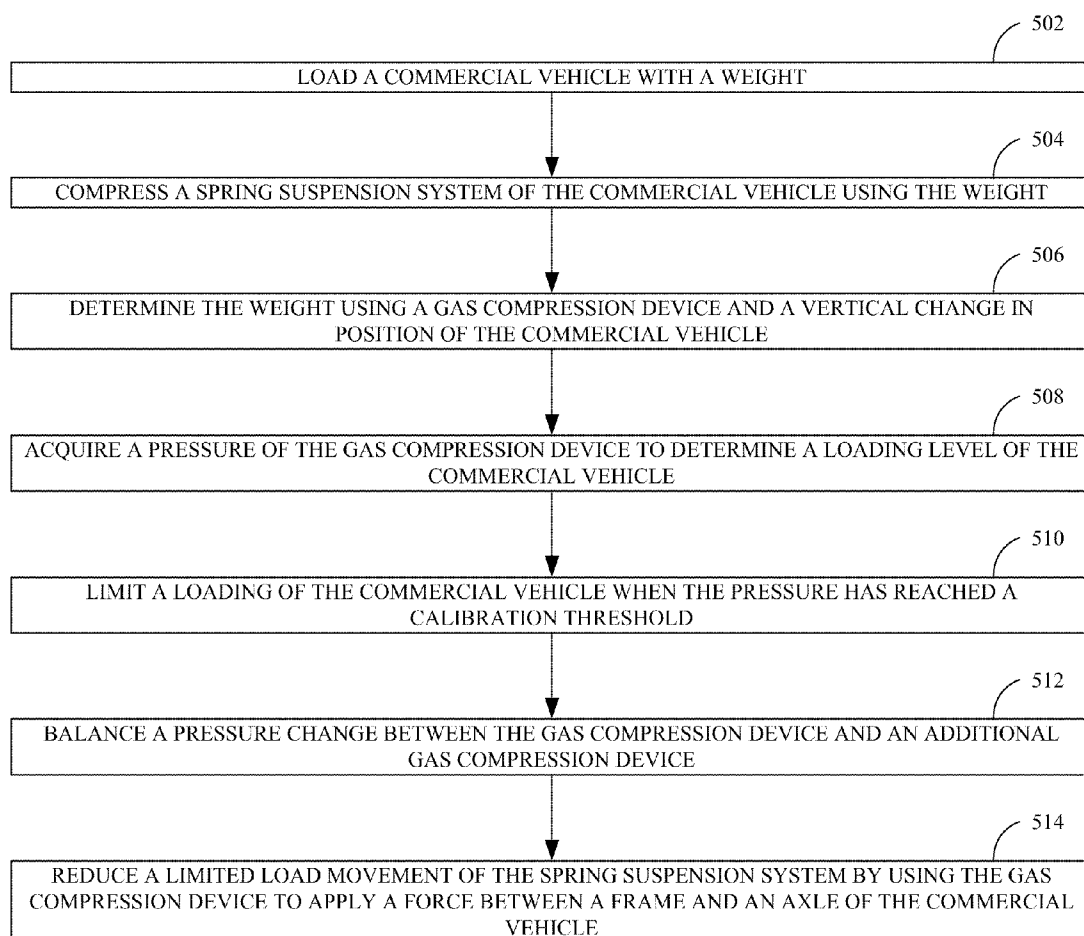 502
LOAD A COMMERCIAL VEHICLE WITH A WEIGHT
504
COMPRESS A SPRING SUSPENSION SYSTEM OF THE COMMERCIAL VEHICLE USING THE WEIGHT
506
DETERMINE THE WEIGHT USING A GAS COMPRESSION DEVICE AND A VERTICAL CHANGE IN
POSITION OF THE COMMERCIAL VEHICLE
508
ACQUIRE A PRESSURE OF THE GAS COMPRESSION DEVICE TO DETERMINE A LOADING LEVEL OF THE
COMMERCIAL VEHICLE
510
LIMIT A LOADING OF THE COMMERCIAL VEHICLE WHEN THE PRESSURE HAS REACHED A
CALIBRATION THRESHOLD
512
BALANCE A PRESSURE CHANGE BETWEEN THE GAS COMPRESSION DEVICE AND AN ADDITIONAL
GAS COMPRESSION DEVICE
514
REDUCE A LIMITED LOAD MOVEMENT OF THE SPRING SUSPENSION SYSTEM BY USING THE GAS
COMPRESSION DEVICE TO APPLY A FORCE BETWEEN A FRAME AND AN AXLE OF THE COMMERCIAL
VEHICLE